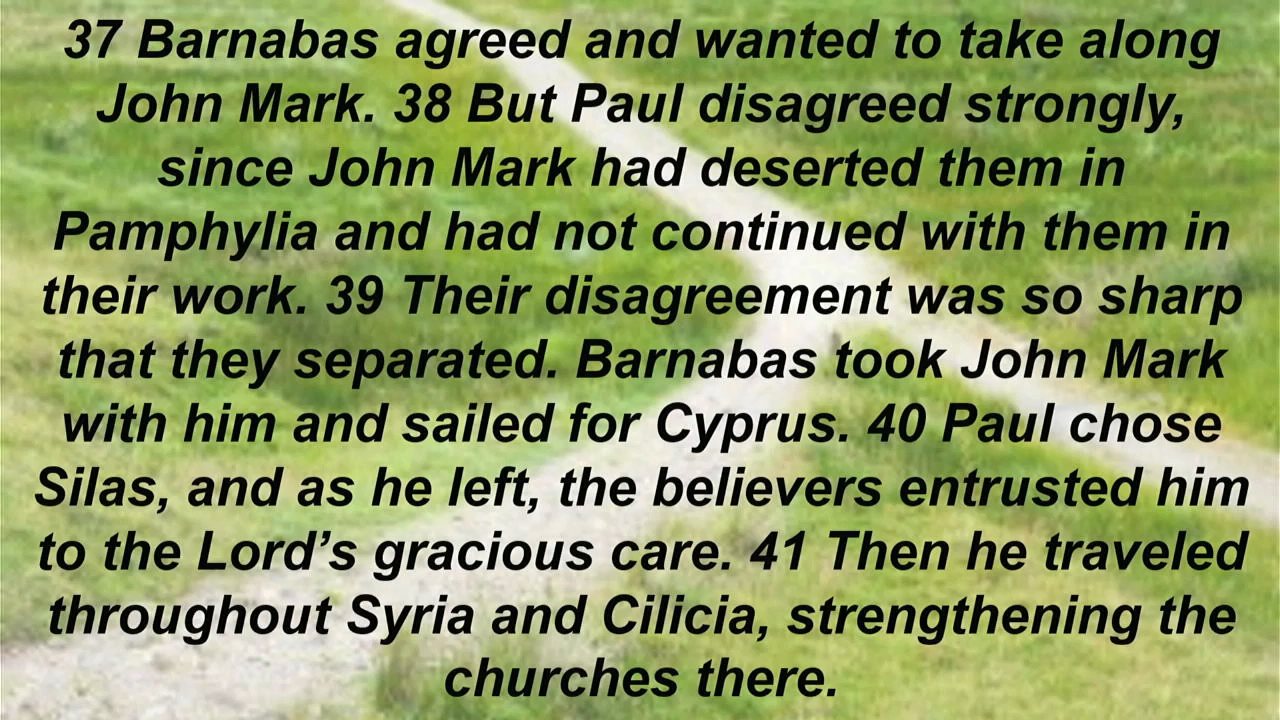 37 Barnabas agreed and wanted to take along
John Mark. 38 But Paul disagreed strongly,
since John Mark had deserted them in
Pamphylia and had not continued with them in
their work. 39 Their disagreement was so sharp
that they separated. Barnabas took John Mark
with him and sailed for Cyprus. 40 Paul chose
Silas, and as he left, the believers entrusted him
to the Lord’s gracious care. 41 Then he traveled
throughout Syria and Cilicia, strengthening the
churches there.